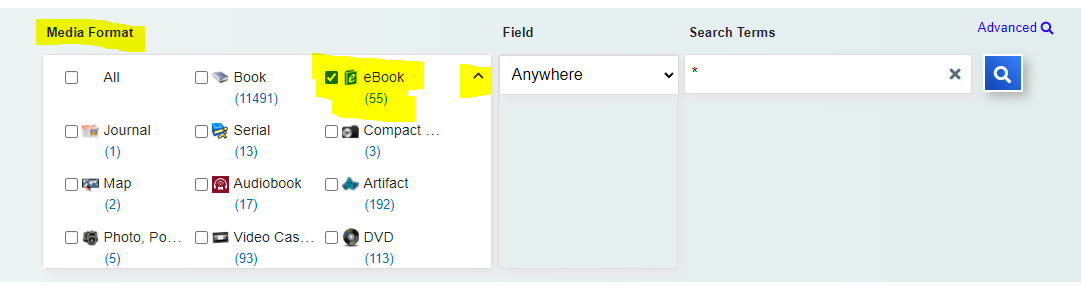 Advanced
Media Format Field Search Terms
All Book eBook Anywhere *
(11491) (55)
Journal Serial Compact ...
(1) (13) (3)
Map Audiobook Artifact
(2) (17) (192)
Photo, Po... Video Cas... DVD
(5) (93) (113)